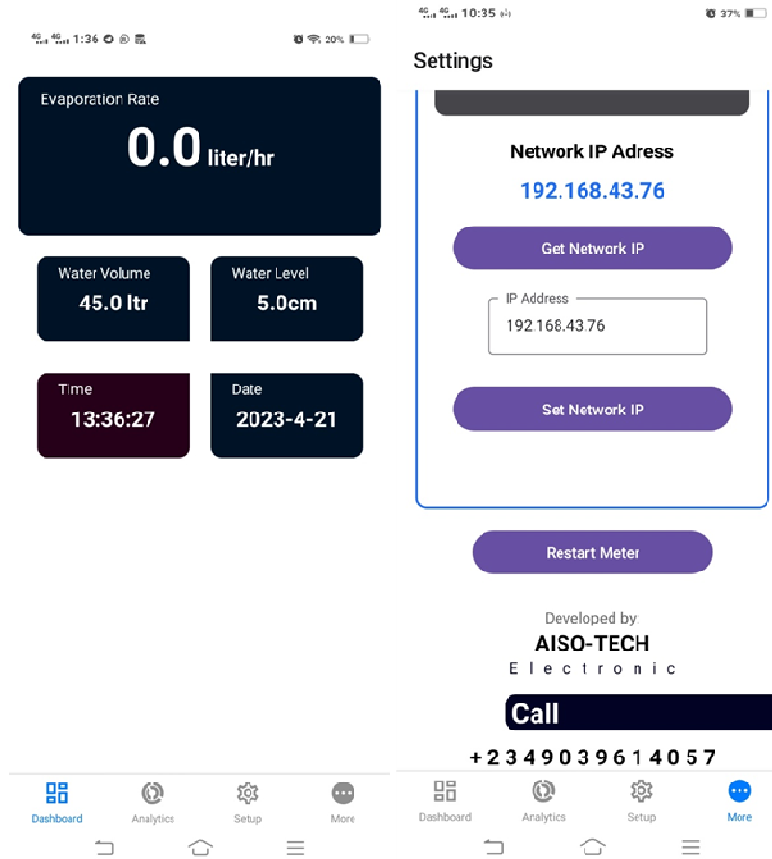 4G 4G 1:36 20%
Evaporation Rate
0.0 liter/hr
Water Volume
45.0 ltr
Water Level
5.0cm
Time
13:36:27
Date
2023-4-21
Dashboard
Analytics
Setup
More
4G 4G 10:35 37%
Settings
Network IP Adress
192.168.43.76
Get Network IP
IP Address
192.168.43.76
Set Network IP
Restart Meter
Developed by
AISO-TECH
Electronic
Call
+2349039614057
Dashboard
Analytics
Setup
More